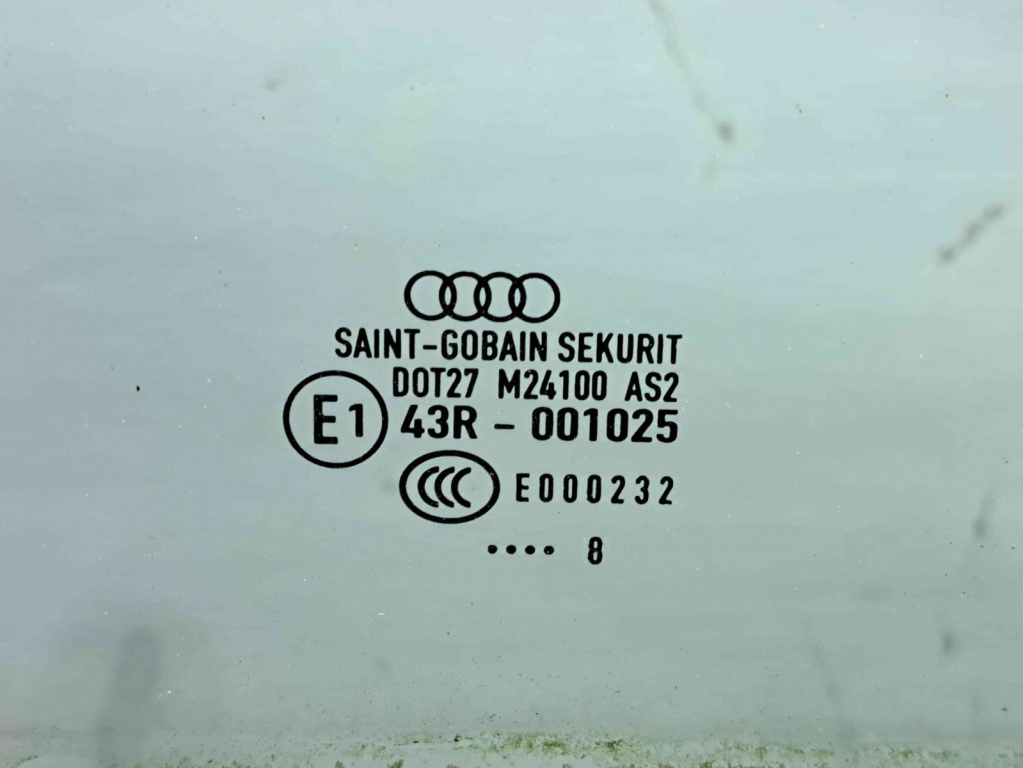 SAINT-GOBAIN SEKURIT
DOT27 M24100 AS2
E1 43R - 001025
CCC E000232
•••• 8